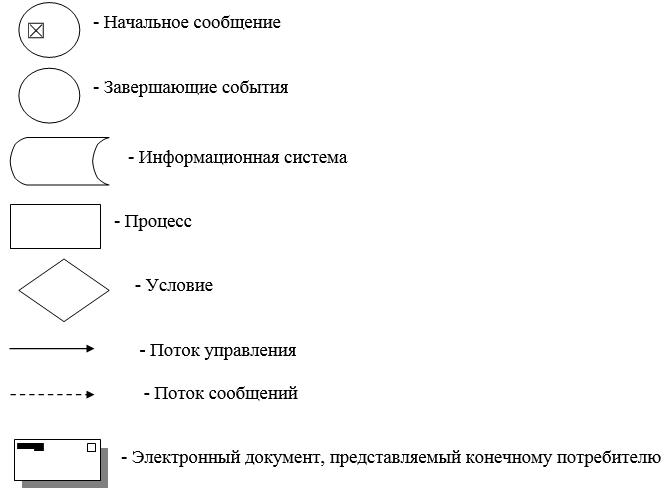 - Начальное сообщение
- Завершающие события
- Информационная система
- Процесс
- Условие
- Поток управления
- Поток сообщений
- Электронный документ, представляемый конечному потребителю